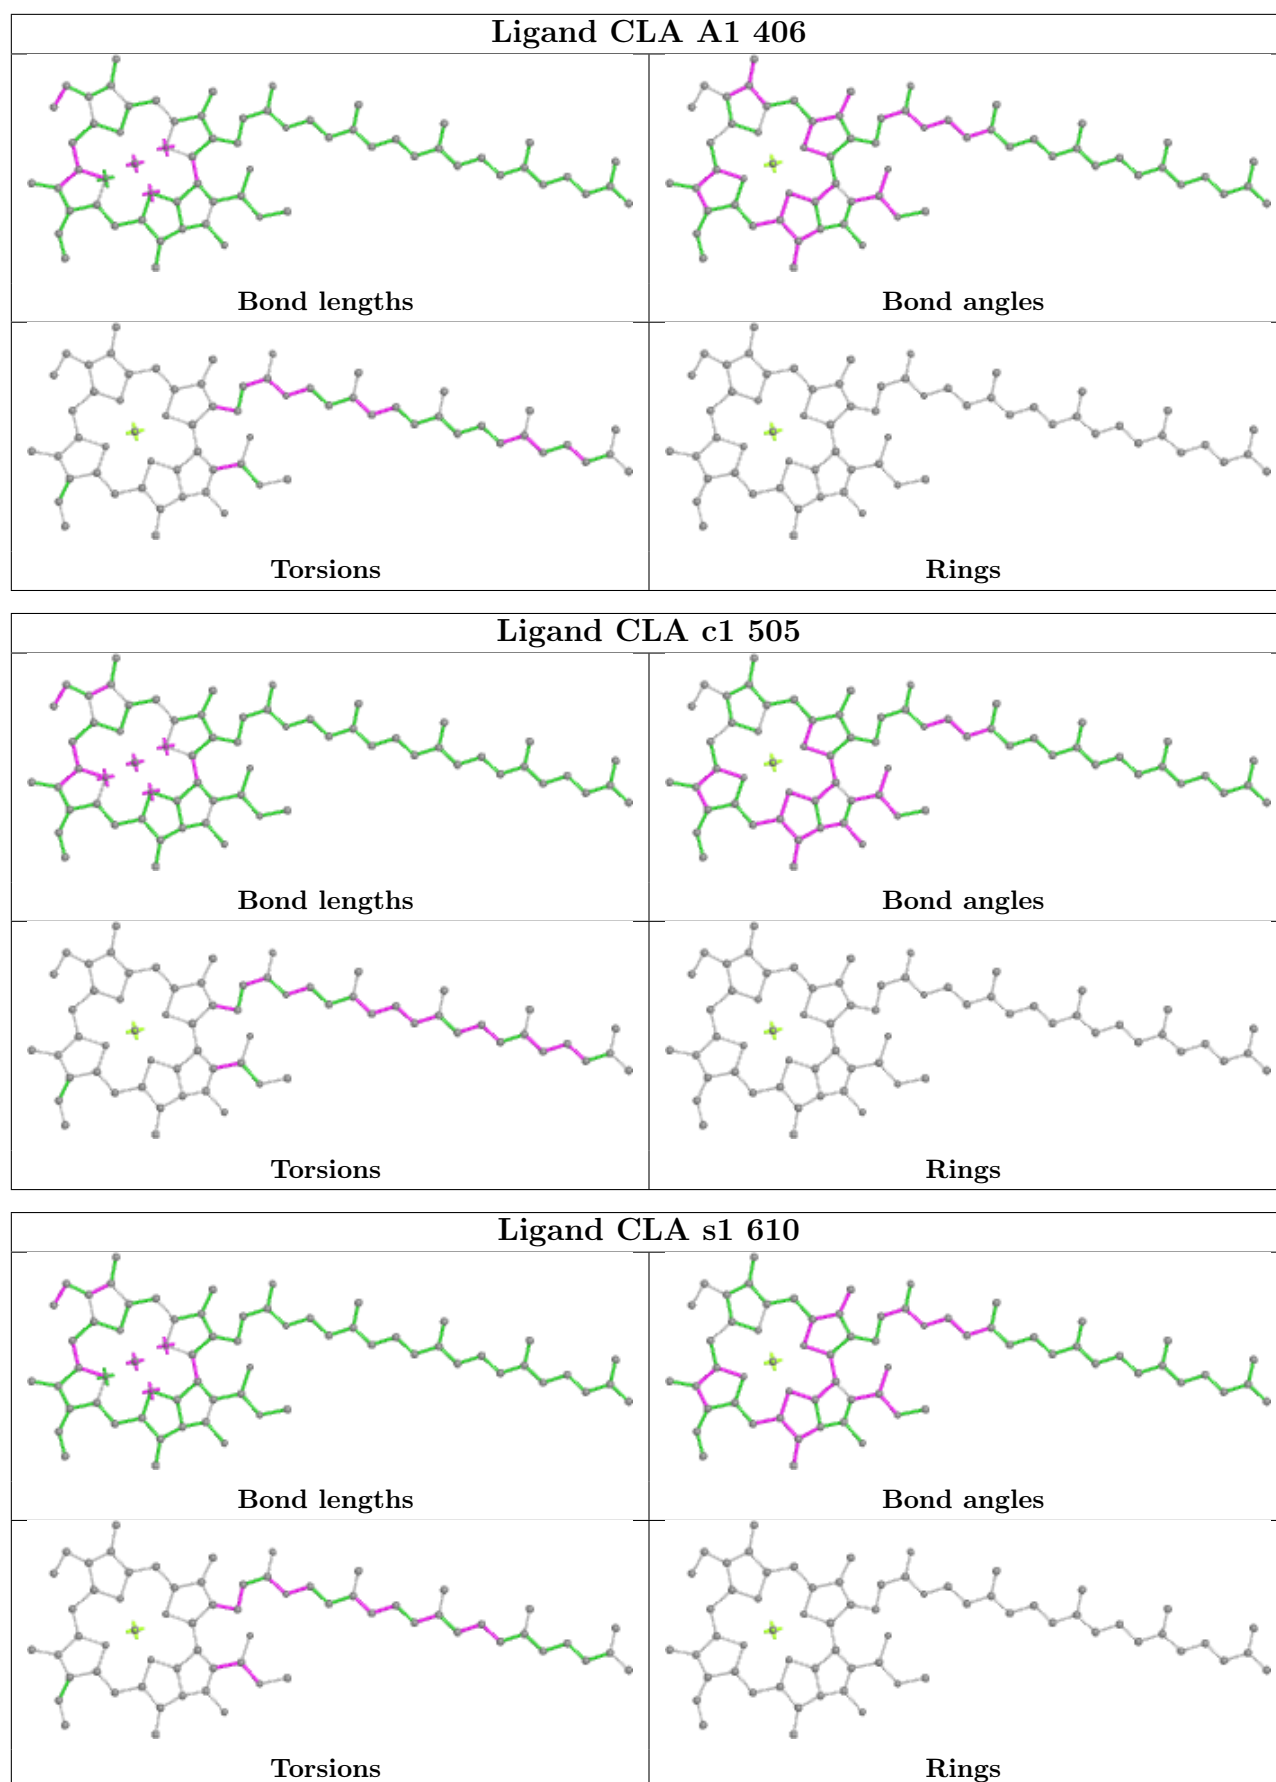 Ligand CLA A1 406
Bond lengths
Bond angles
Torsions
Rings
Ligand CLA c1 505
Bond lengths
Bond angles
Torsions
Rings
Ligand CLA s1 610
Bond lengths
Bond angles
Torsions
Rings